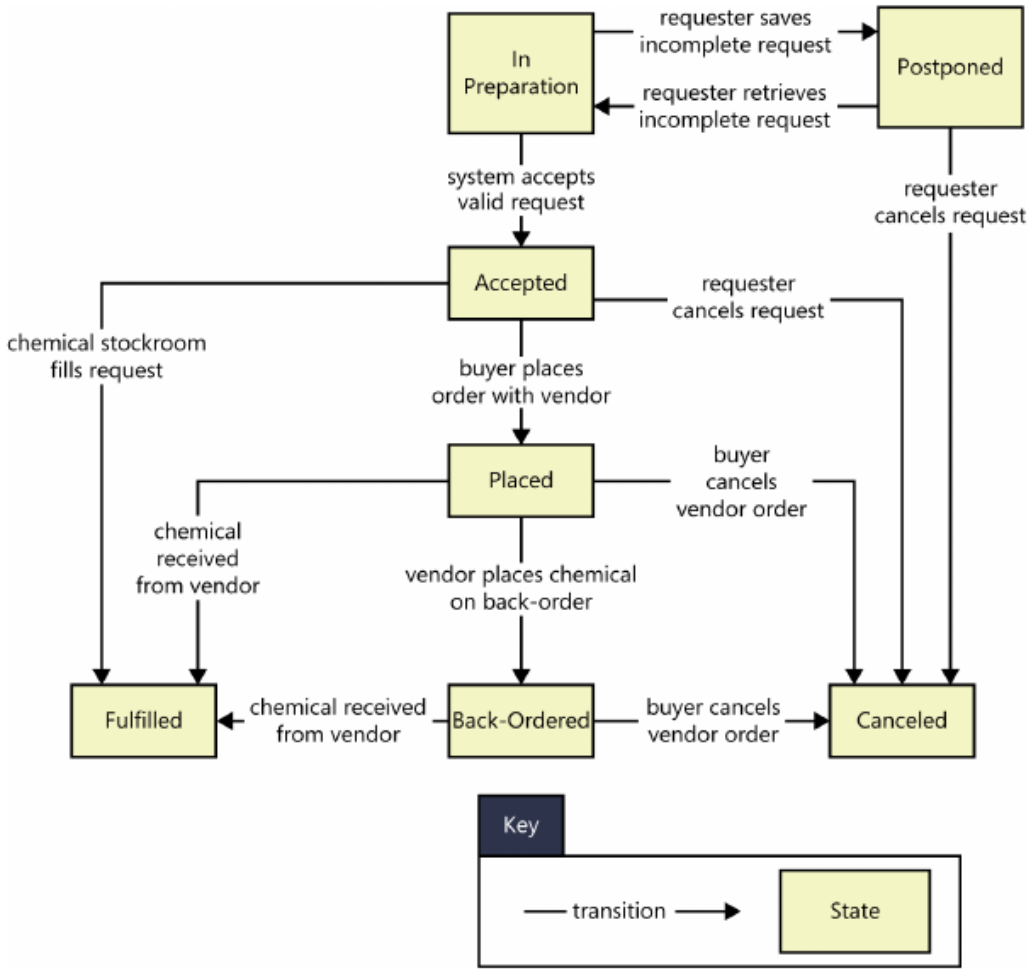 requester saves
incomplete request
In
Preparation
Postponed
requester retrieves
incomplete request
system accepts
valid request
requester
cancels request
Accepted
requester
cancels request
chemical stockroom
fills request
buyer places
order with vendor
Placed
buyer
cancels
vendor order
chemical
received
from vendor
vendor places chemical
on back-order
Fulfilled
chemical received
from vendor
Back-Ordered
buyer cancels
vendor order
Canceled
Key
transition
State